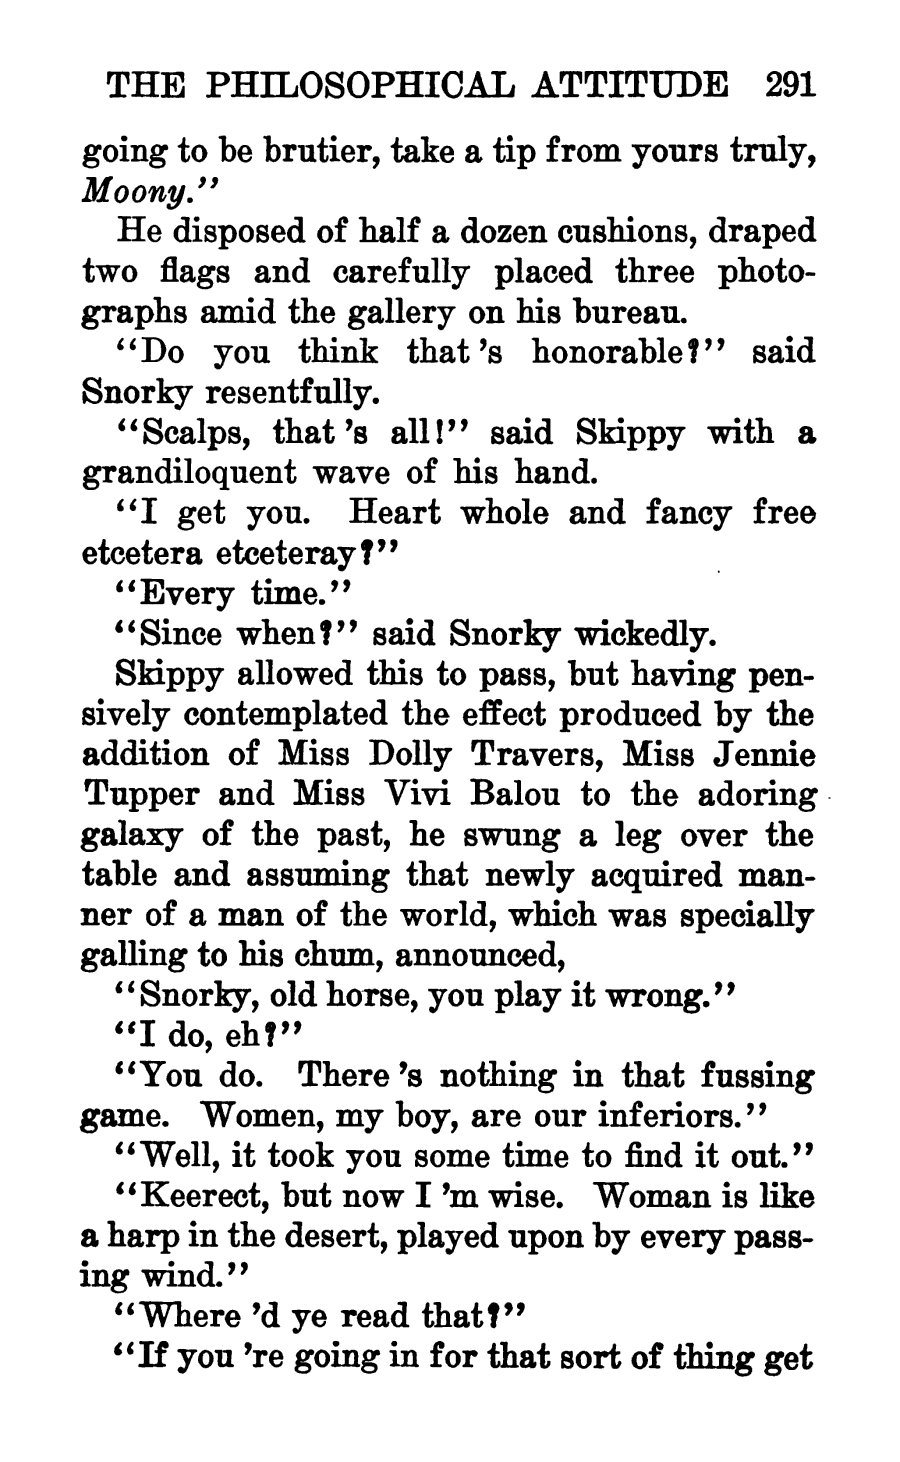 THE PHILOSOPHICAL ATTITUDE 291
going to be brutier, take a tip from yours truly,
Moony.”
He disposed of half a dozen cushions, draped
two flags and carefully placed three photo-
graphs amid the gallery on his bureau.
“Do you think that ’s honorable?” said
Snorky resentfully.
“Scalps, that ’s all!” said Skippy with a
grandiloquent wave of his hand.
“I get you. Heart whole and fancy free
etcetera etceteray?”
“Every time.”
“Since when?” said Snorky wickedly.
Skippy allowed this to pass, but having pen-
sively contemplated the effect produced by the
addition of Miss Dolly Travers, Miss Jennie
Tupper and Miss Vivi Balou to the adoring
galaxy of the past, he swung a leg over the
table and assuming that newly acquired man-
ner of a man of the world, which was specially
galling to his chum, announced,
“Snorky, old horse, you play it wrong.”
“I do, eh?”
“You do. There ’s nothing in that fussing
game. Women, my boy, are our inferiors.”
“Well, it took you some time to find it out.”
“Keerect, but now I ’m wise. Woman is like
a harp in the desert, played upon by every pass-
ing wind.”
“Where ’d ye read that?”
“If you ’re going in for that sort of thing get